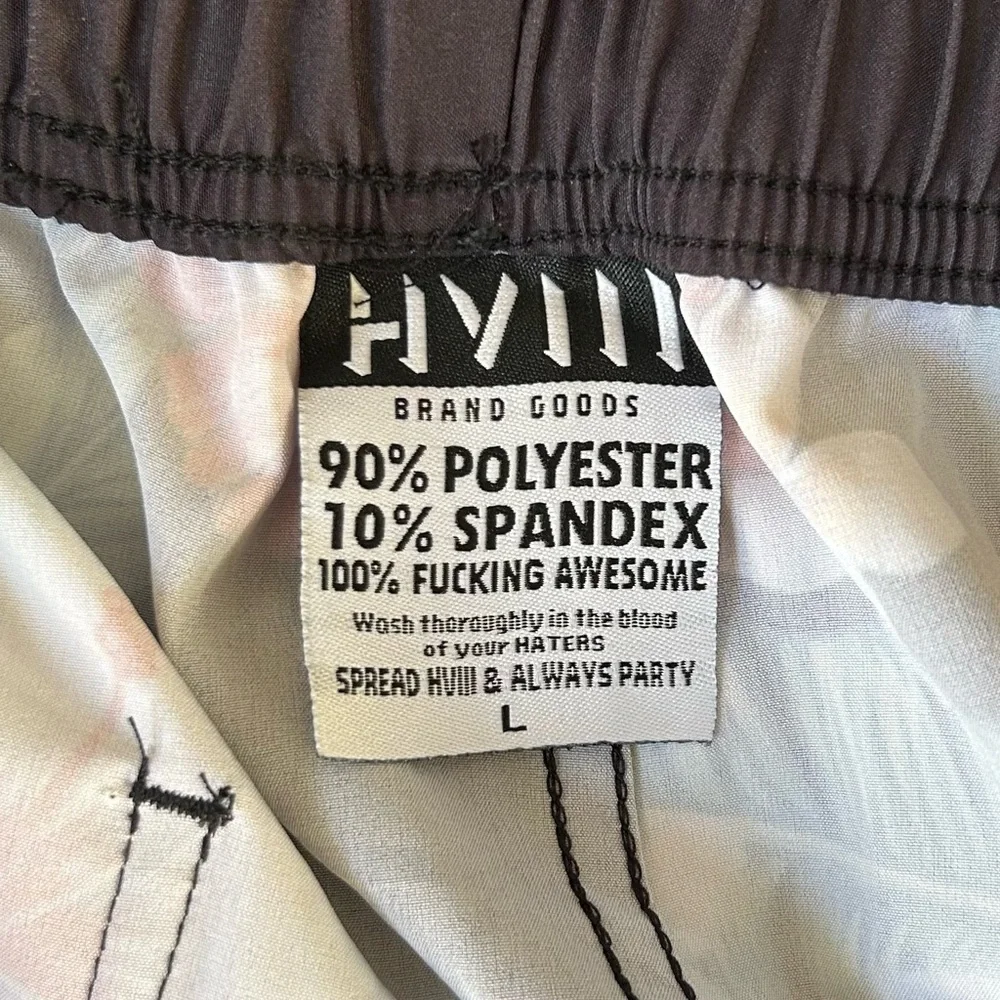 HVIII
BRAND GOODS
90% POLYESTER
10% SPANDEX
100% FUCKING AWESOME
Wash thoroughly in the blood
of your HATERS
SPREAD HVIII & ALWAYS PARTY
L